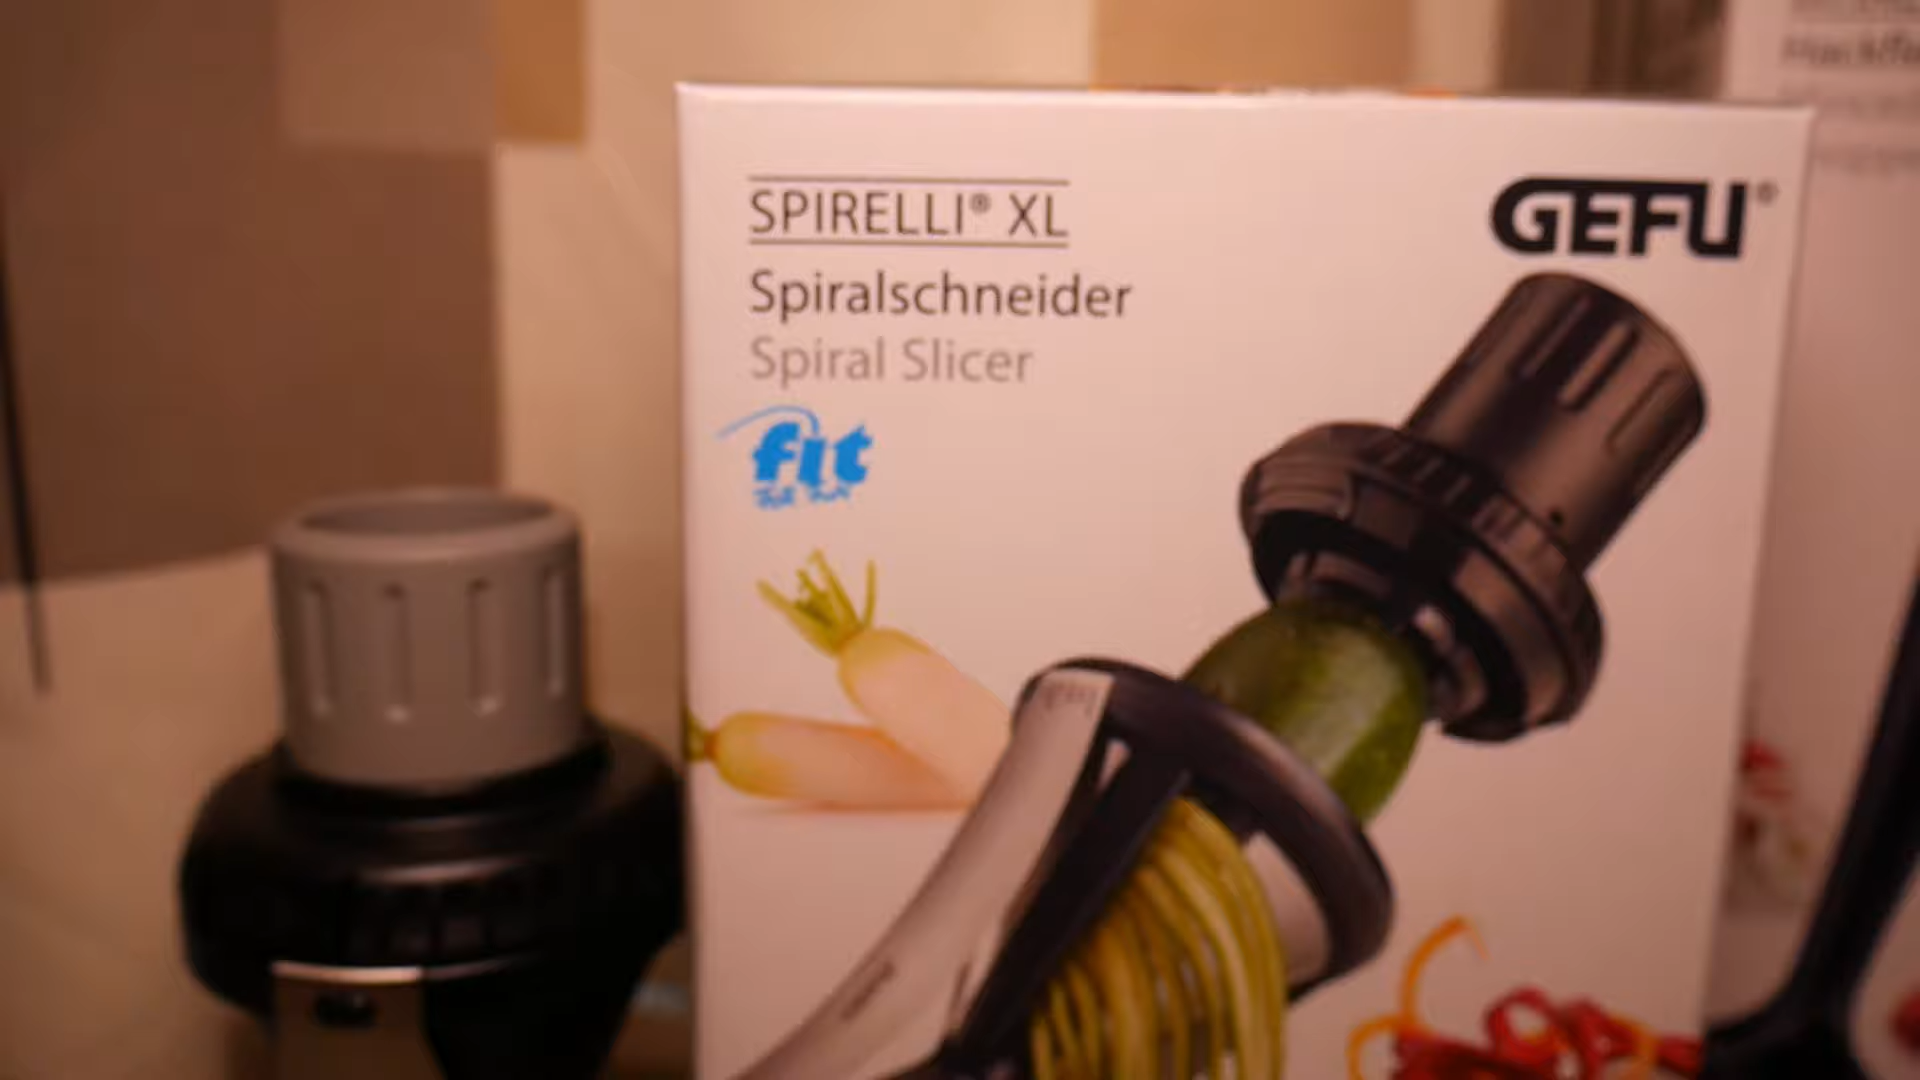 SPIRELLI® XL
GEFU®
Spiralschneider
Spiral Slicer
fit